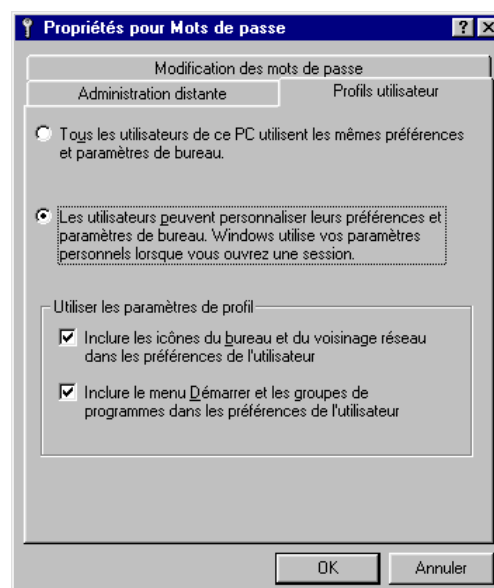 Propriétés pour Mots de passe
Modification des mots de passe
Administration distante
Profils utilisateur
Tous les utilisateurs de ce PC utilisent les mêmes préférences
et paramètres de bureau.
Les utilisateurs peuvent personnaliser leurs préférences et
paramètres de bureau. Windows utilise vos paramètres
personnels lorsque vous ouvrez une session.
Utiliser les paramètres de profil
Inclure les icônes du bureau et du voisinage réseau
dans les préférences de l'utilisateur
Inclure le menu Démarrer et les groupes de
programmes dans les préférences de l'utilisateur
OK
Annuler